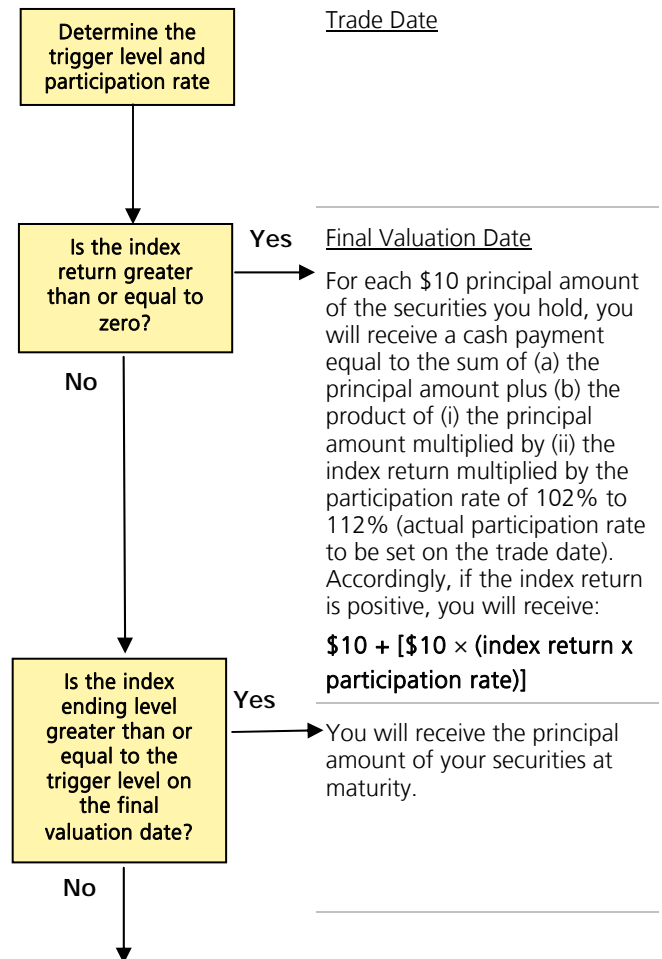 Determine the
trigger level and
participation rate
Trade Date
Is the index
return greater
than or equal to
zero?
Yes
No
Final Valuation Date
For each $10 principal amount
of the securities you hold, you
will receive a cash payment
equal to the sum of (a) the
principal amount plus (b) the
product of (i) the principal
amount multiplied by (ii) the
index return multiplied by the
participation rate of 102% to
112% (actual participation rate
to be set on the trade date).
Accordingly, if the index return
is positive, you will receive:
$10 + [$10 × (index return x
participation rate)]
Is the index
ending level
greater than or
equal to the
trigger level on
the final
valuation date?
Yes
No
You will receive the principal
amount of your securities at
maturity.